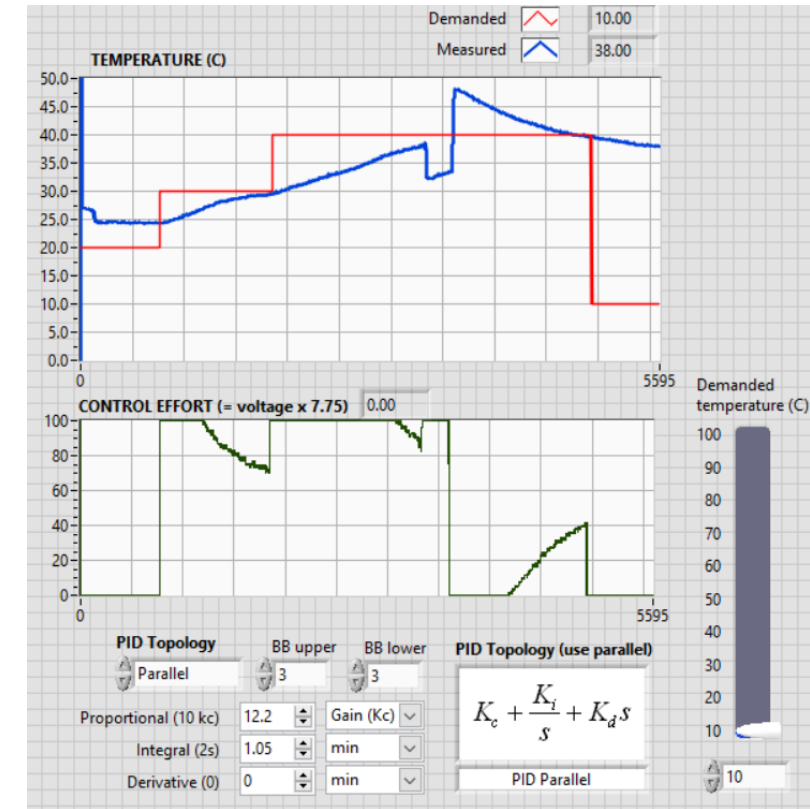 Demanded 10.00
Measured 38.00
TEMPERATURE (C)
50.0
45.0
40.0
35.0
30.0
25.0
20.0
15.0
10.0
5.0
0.0
0 5595
CONTROL EFFORT (= voltage x 7.75) 0.00
100
80
60
40
20
0
0 5595
Demanded
temperature (C)
100
90
80
70
60
50
40
30
20
10
10
PID Topology BB upper BB lower PID Topology (use parallel)
Parallel 3 3
Proportional (10 kc) 12.2 Gain (Kc)
Integral (2s) 1.05 min
Derivative (0) 0 min
K_c + K_i/s + K_d s
PID Parallel